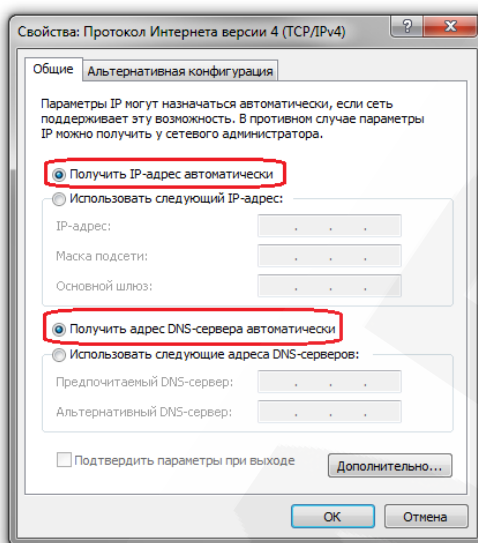 Свойства: Протокол Интернета версии 4 (TCP/IPv4)
Общие Альтернативная конфигурация
Параметры IP могут назначаться автоматически, если сеть
поддерживает эту возможность. В противном случае параметры
IP можно получить у сетевого администратора.
Получить IP-адрес автоматически
Использовать следующий IP-адрес:
IP-адрес:
Маска подсети:
Основной шлюз:
Получить адрес DNS-сервера автоматически
Использовать следующие адреса DNS-серверов:
Предпочитаемый DNS-сервер:
Альтернативный DNS-сервер:
Подтвердить параметры при выходе
Дополнительно...
ОК Отмена